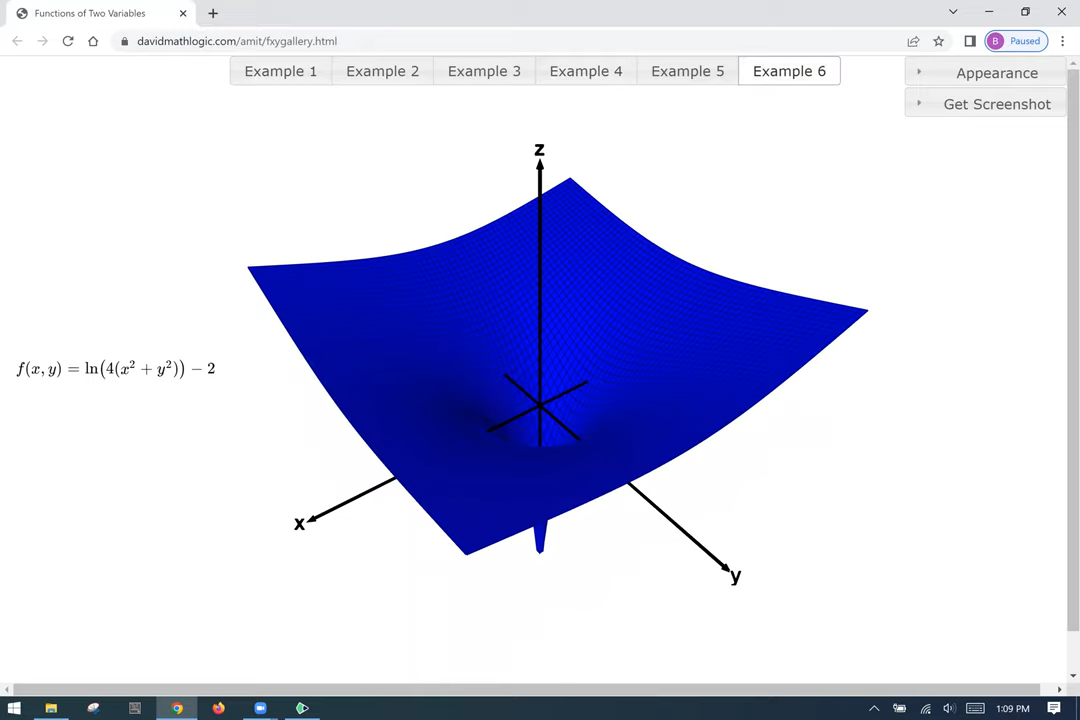 Functions of Two Variables
davidmathlogic.com/amit/fxygallery.html
B Paused
Example 1 Example 2 Example 3 Example 4 Example 5 Example 6
Appearance
Get Screenshot
z
f(x, y) = ln(4(x² + y²)) − 2
x
y
1:09 PM